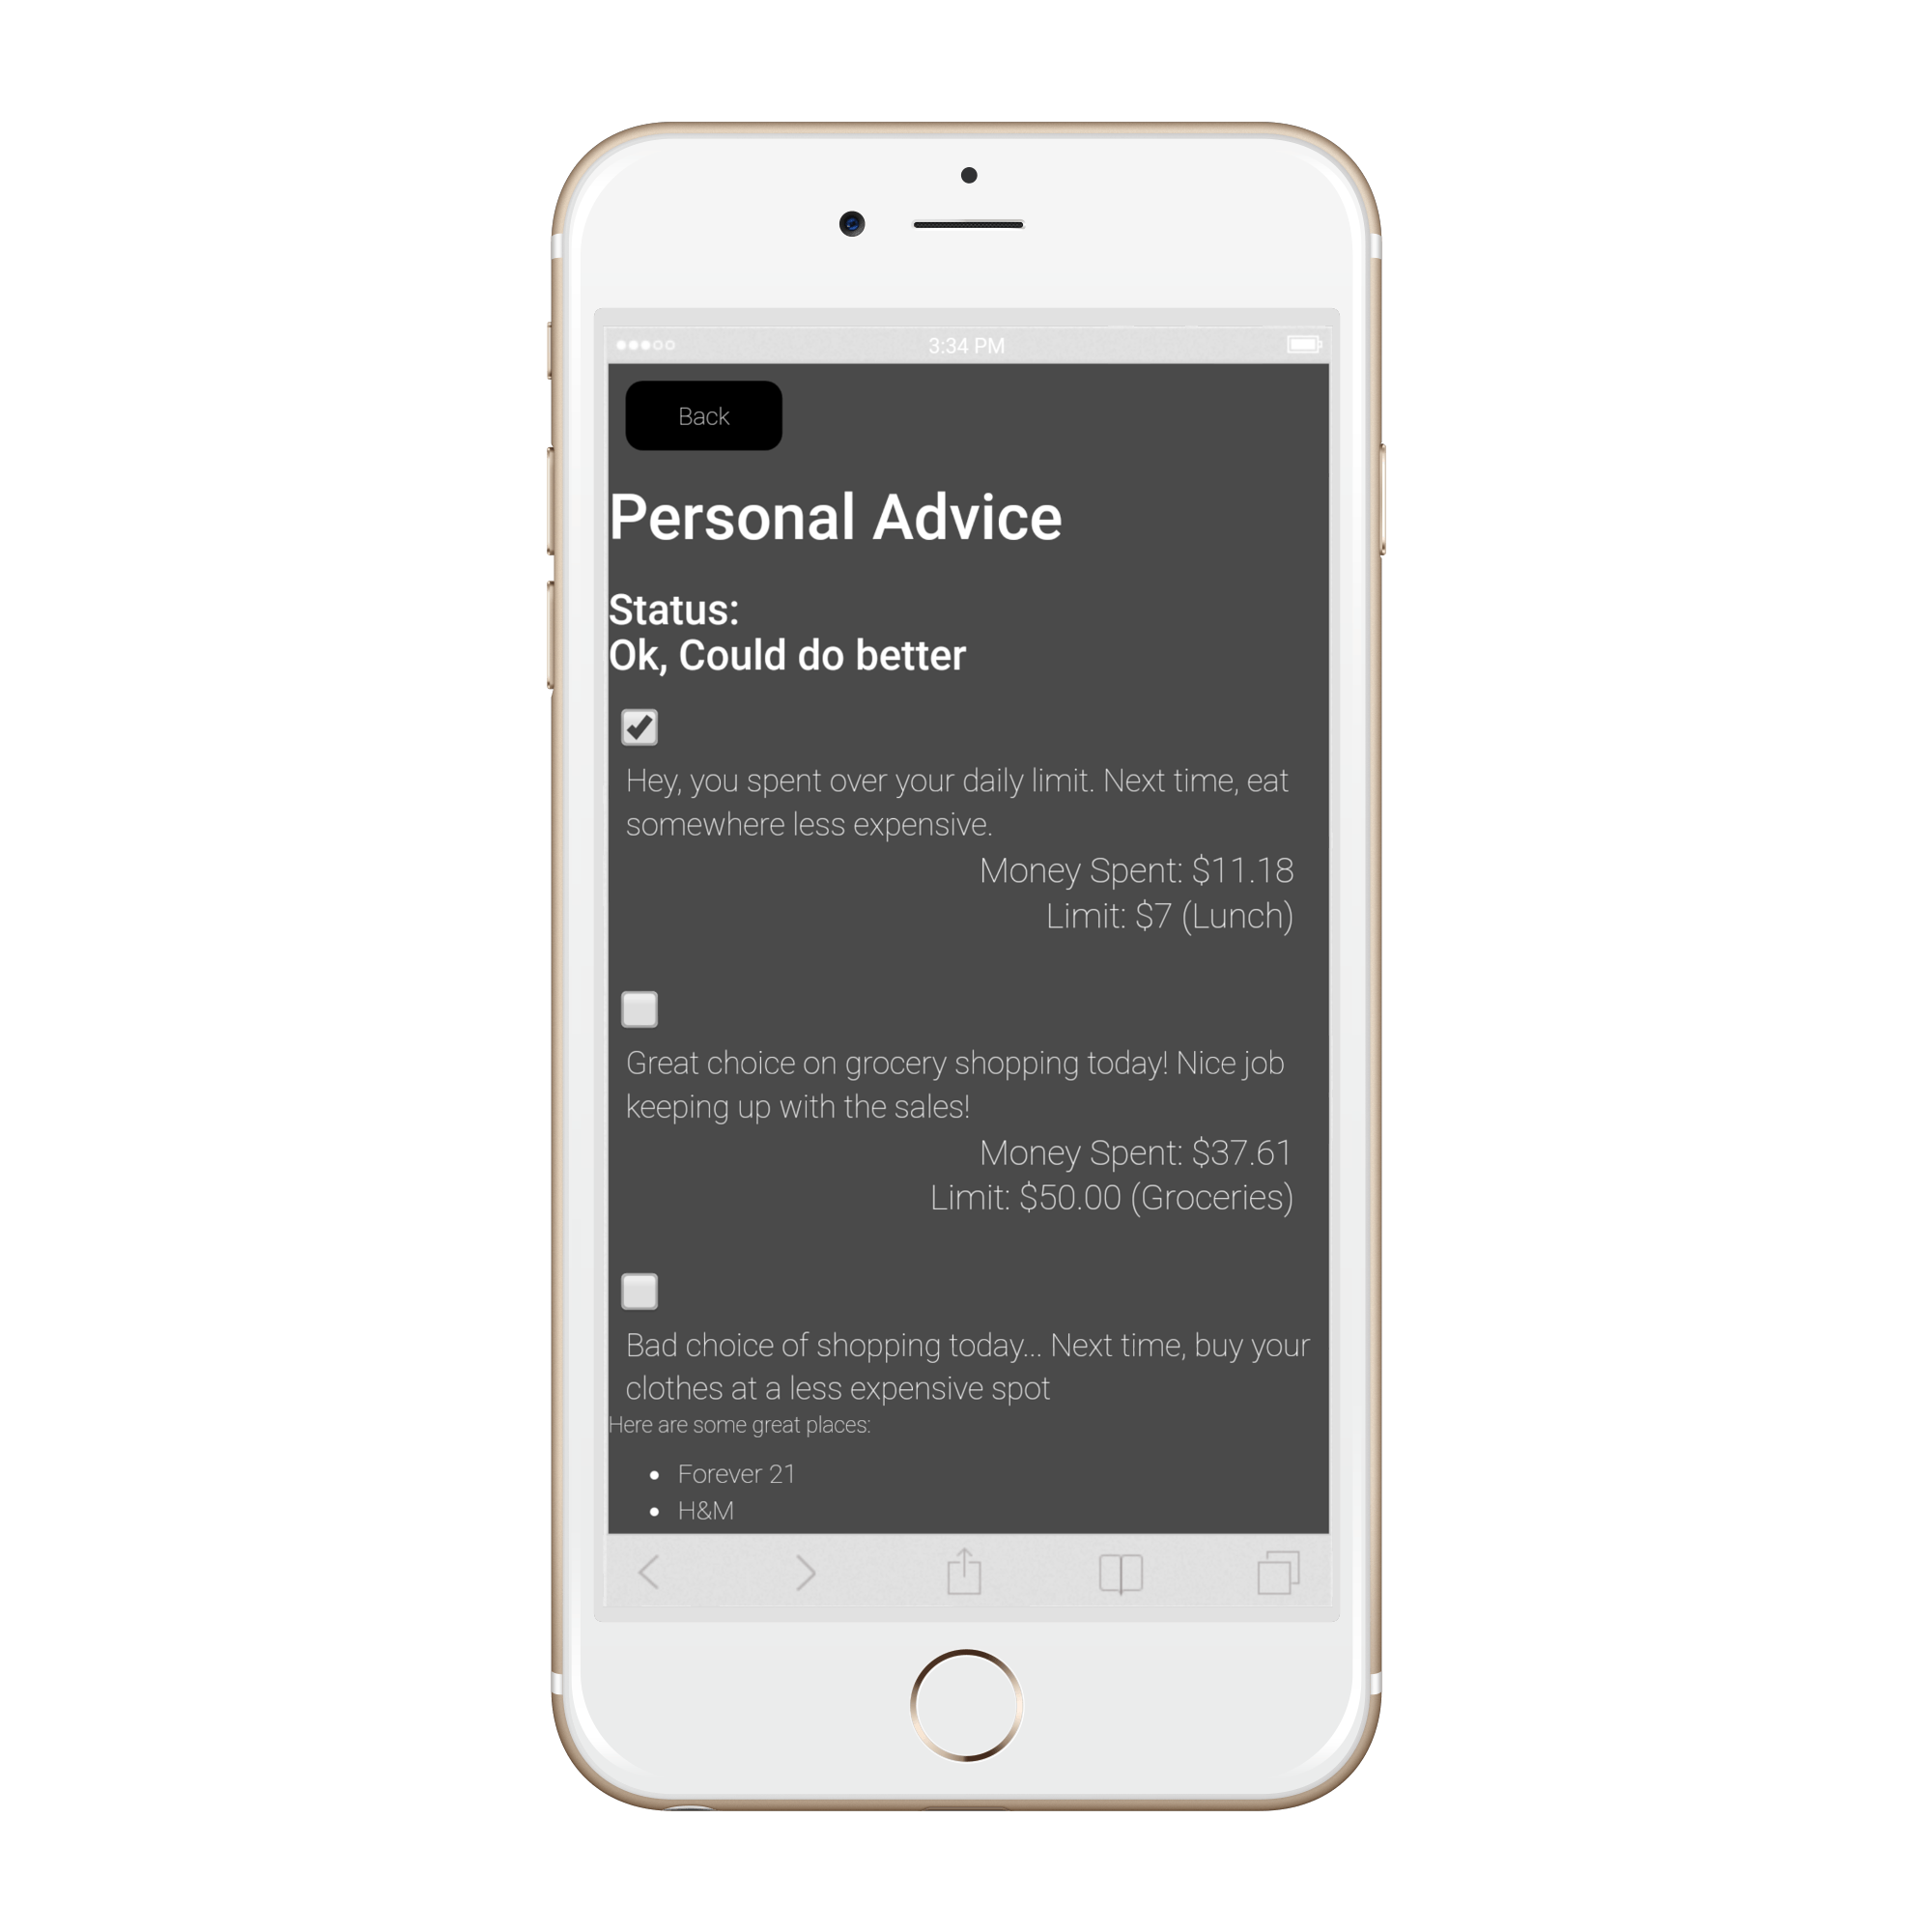 3:34 PM
Back
Personal Advice
Status:
Ok, Could do better
Hey, you spent over your daily limit. Next time, eat
somewhere less expensive.
Money Spent: $11.18
Limit: $7 (Lunch)
Great choice on grocery shopping today! Nice job
keeping up with the sales!
Money Spent: $37.61
Limit: $50.00 (Groceries)
Bad choice of shopping today... Next time, buy your
clothes at a less expensive spot
Here are some great places:
• Forever 21
• H&M